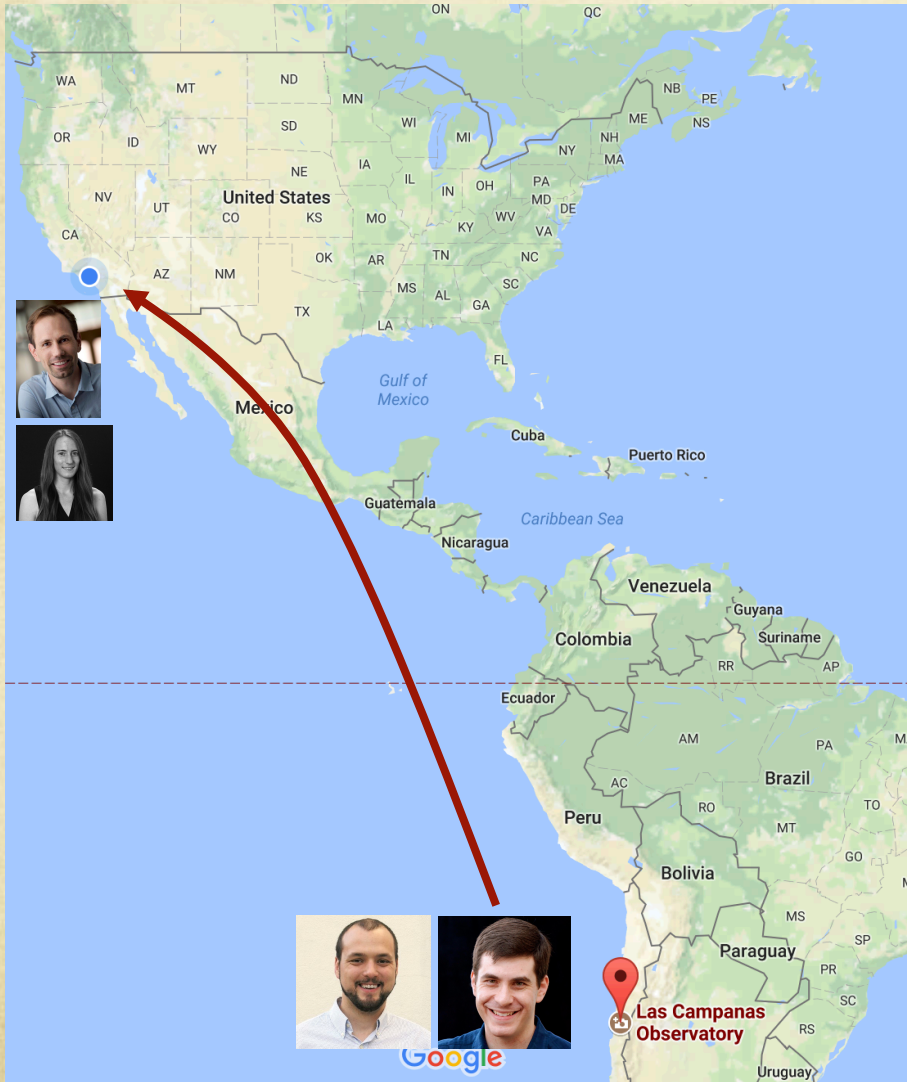 ON
QC
WA
MT
ND
MN
NB
PE
NS
ME
OR
ID
SD
WI
MI
NH
WY
NY
MA
IA
NE
IL
IN
OH
PA
NV
UT
United States
CO
KS
MO
MD
DE
WV
KY
VA
CA
OK
AR
TN
NC
AZ
NM
MS
AL
SC
GA
TX
LA
FL
Gulf of
Mexico
Mexico
Cuba
Puerto Rico
Guatemala
Caribbean Sea
Nicaragua
Venezuela
Guyana
Colombia
Suriname
RR
AP
Ecuador
AM
PA
M
AC
Brazil
RO
TO
Peru
MT
GO
Bolivia
MS
SP
Paraguay
PR
SC
Las Campanas
Observatory
RS
Google
Uruguay